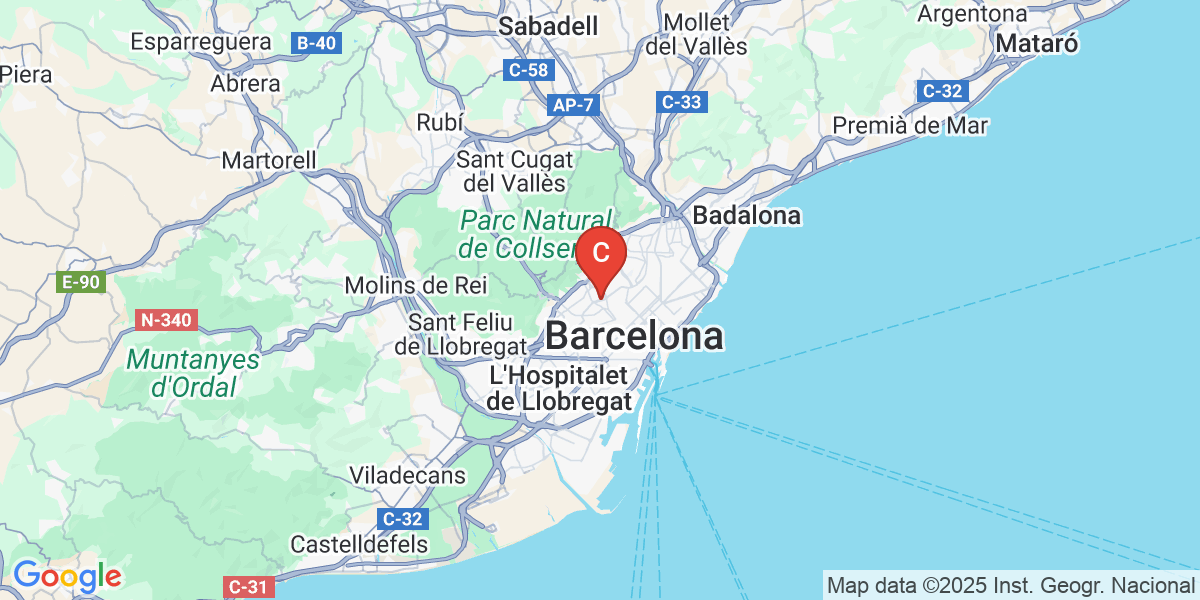 Argentona
Sabadell
Mollet
del Vallès
Esparreguera
B-40
Mataró
Piera
Abrera
C-58
C-32
AP-7
C-33
Rubí
Premià de Mar
Martorell
Sant Cugat
del Vallès
Parc Natural
de Collser
Badalona
C
E-90
Molins de Rei
N-340
Sant Feliu
de Llobregat
Barcelona
Muntanyes
d'Ordal
L'Hospitalet
de Llobregat
Viladecans
C-32
Castelldefels
Google
C-31
Map data ©2025 Inst. Geogr. Nacional